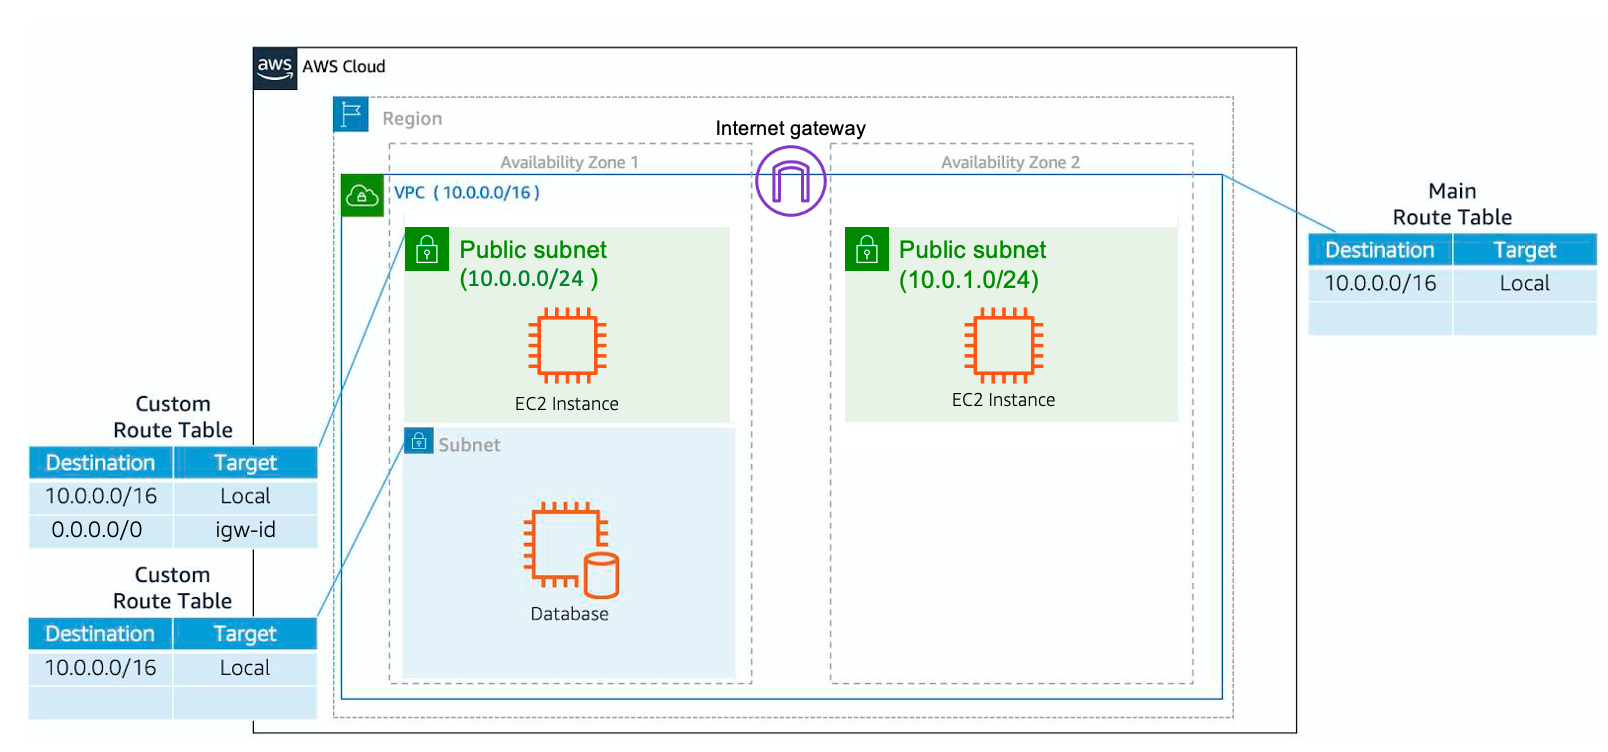 aws AWS Cloud
Region
Internet gateway
Availability Zone 1
Availability Zone 2
VPC ( 10.0.0.0/16 )
Public subnet
(10.0.0.0/24 )
EC2 Instance
Public subnet
(10.0.1.0/24)
EC2 Instance
Subnet
Database
Main
Route Table
Destination Target
10.0.0.0/16 Local
Custom
Route Table
Destination Target
10.0.0.0/16 Local
0.0.0.0/0 igw-id
Custom
Route Table
Destination Target
10.0.0.0/16 Local